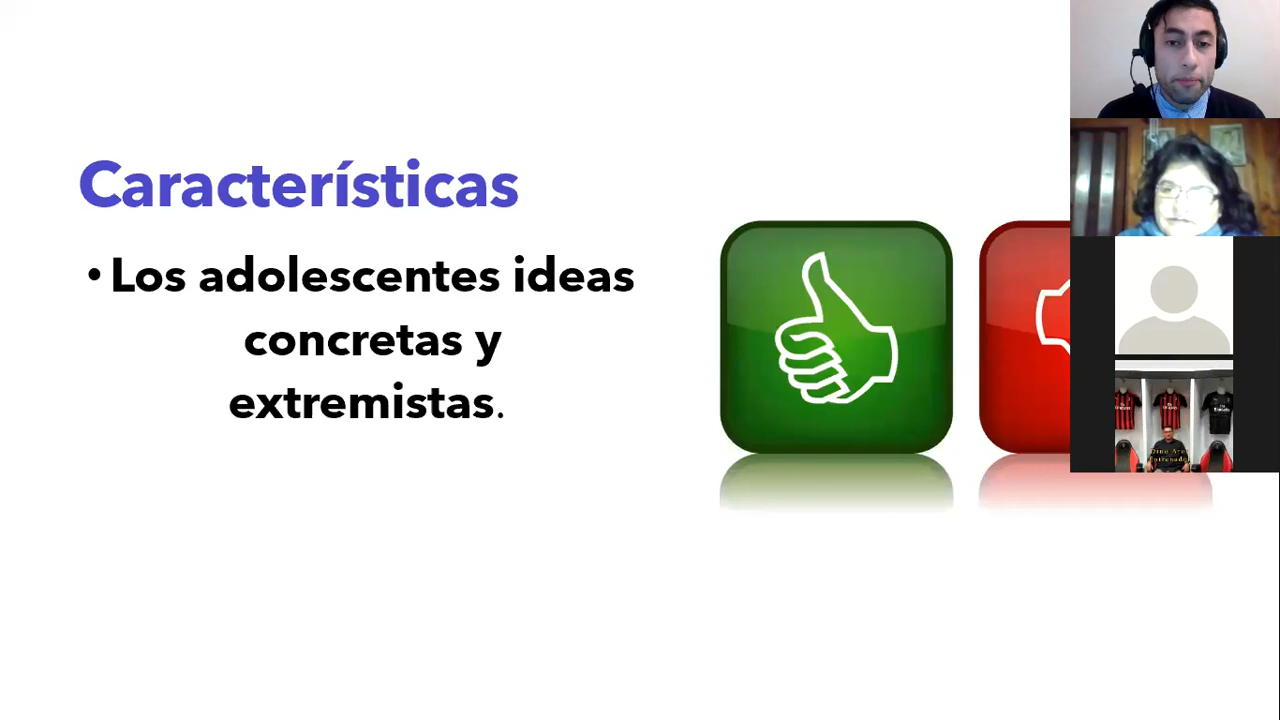 Características
• Los adolescentes ideas
concretas y
extremistas.